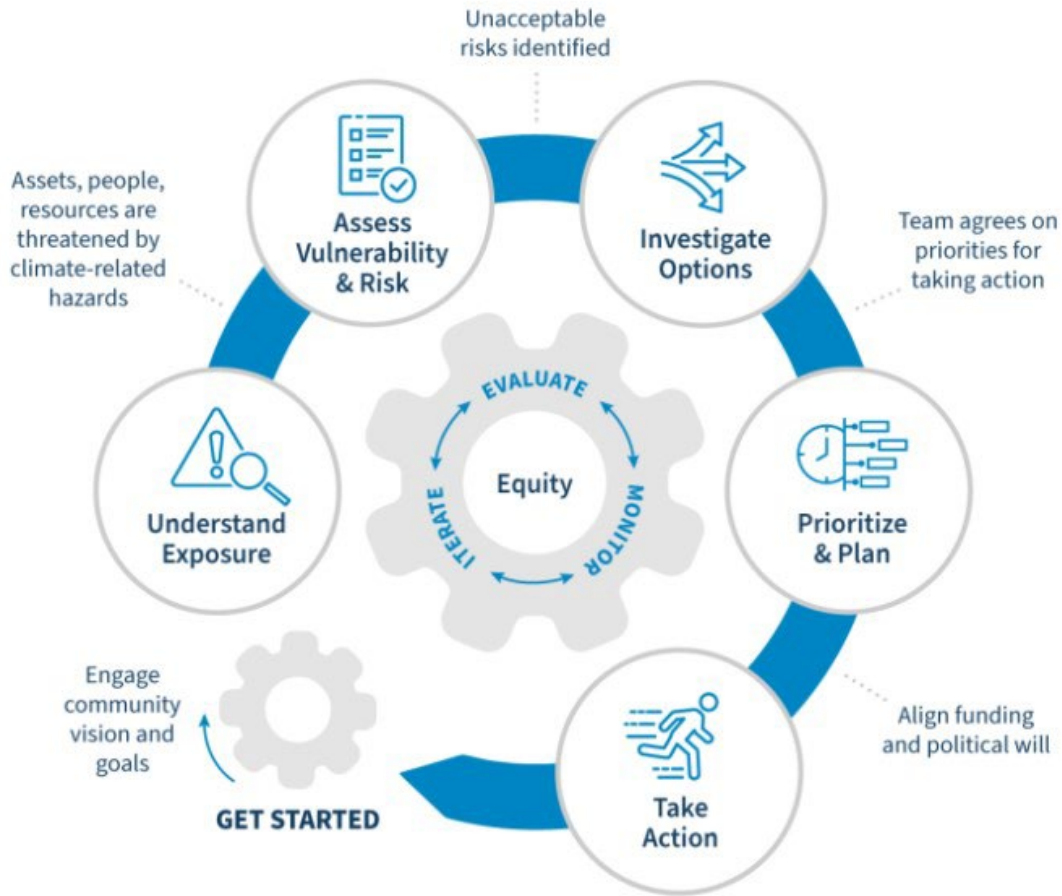 Unacceptable
risks identified
Assess
Vulnerability
& Risk
Investigate
Options
Assets, people,
resources are
threatened by
climate-related
hazards
Team agrees on
priorities for
taking action
EVALUATE
MONITOR
ITERATE
Equity
Understand
Exposure
Prioritize
& Plan
Engage
community
vision and
goals
GET STARTED
Align funding
and political will
Take
Action